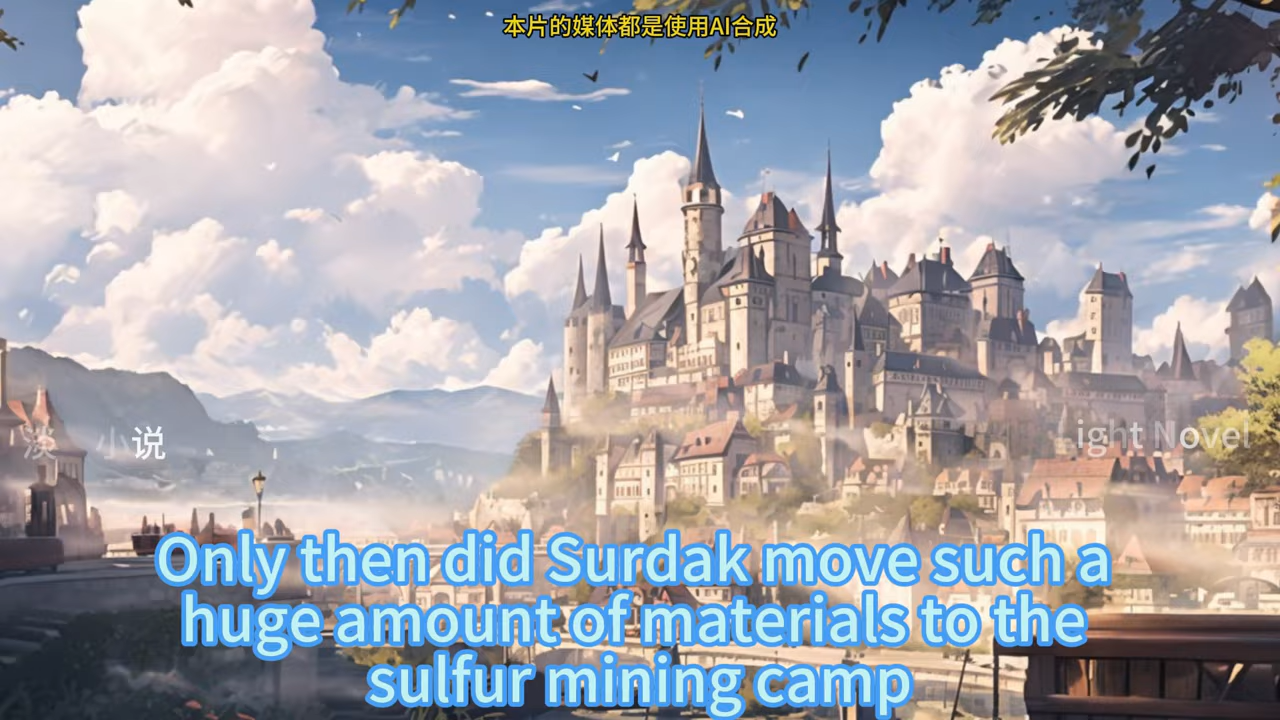 本片的媒体都是使用AI合成
小说
Light Novel
Only then did Surdak move such a
huge amount of materials to the
sulfur mining camp